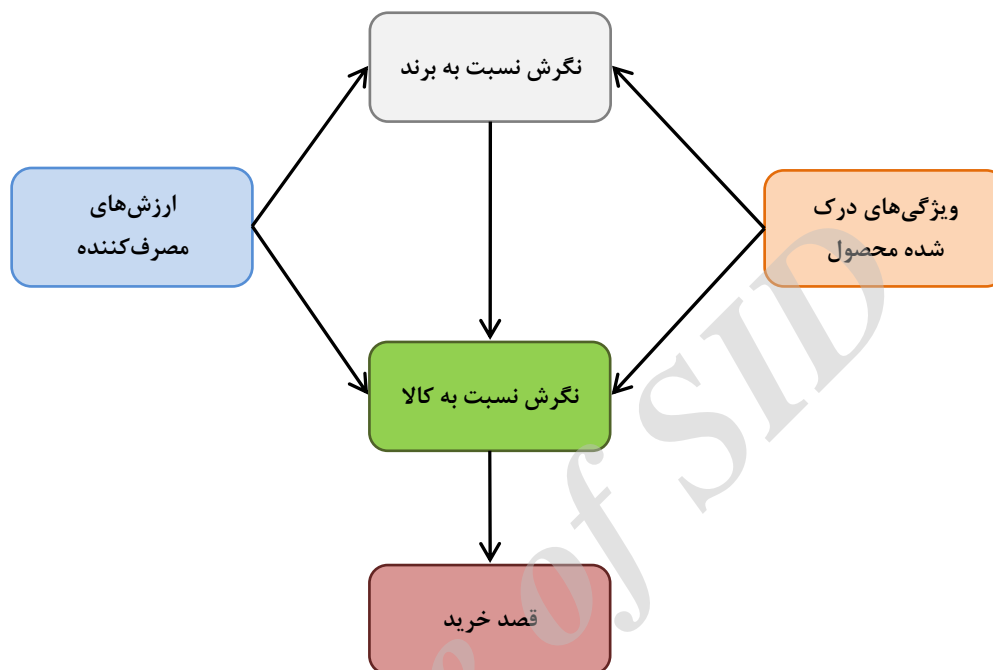 نگرش نسبت به برند
ویژگی‌های درک
شده محصول
ارزش‌های
مصرف‌کننده
نگرش نسبت به کالا
قصد خرید
e of SID